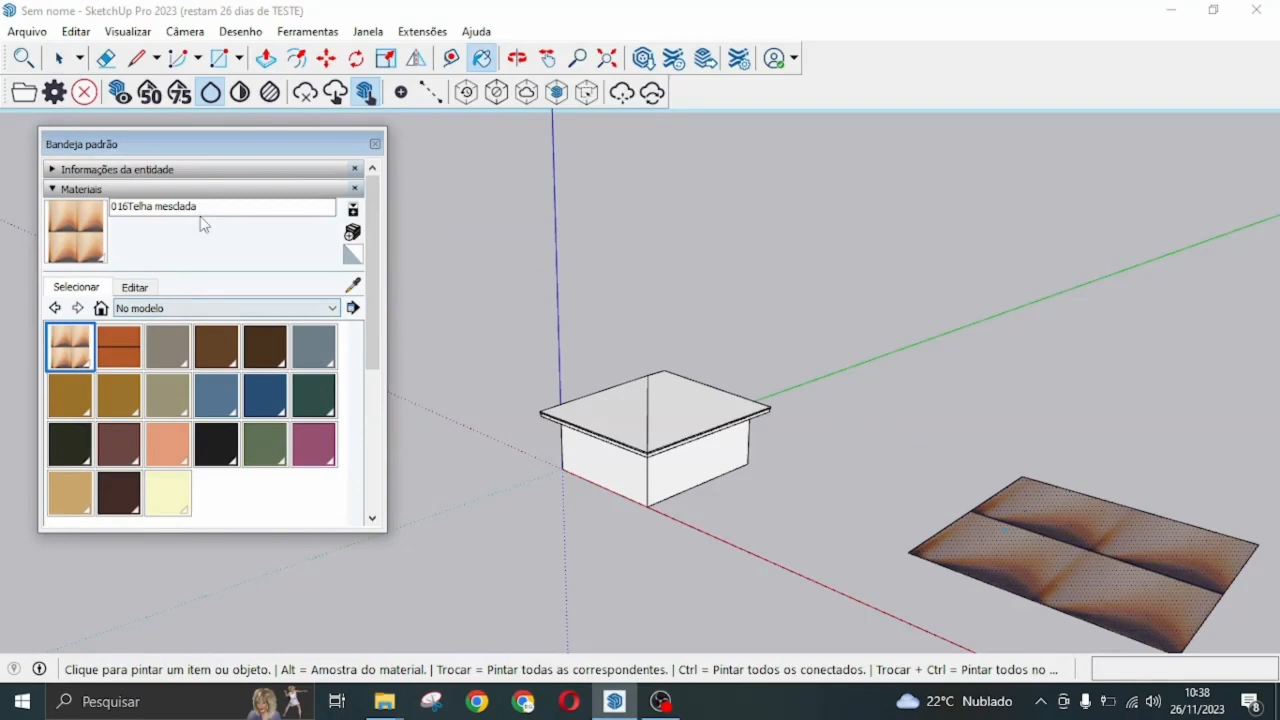 Sem nome - SketchUp Pro 2023 (restam 26 dias de TESTE)
Arquivo Editar Visualizar Câmera Desenho Ferramentas Janela Extensões Ajuda
50 75
Bandeja padrão
Informações da entidade
Materiais
016Telha mesclada
Selecionar Editar
No modelo
Clique para pintar um item ou objeto. | Alt = Amostra do material. | Trocar = Pintar todas as correspondentes. | Ctrl = Pintar todos os conectados. | Trocar + Ctrl = Pintar todos no ...
Pesquisar
22°C Nublado
10:38
26/11/2023
8